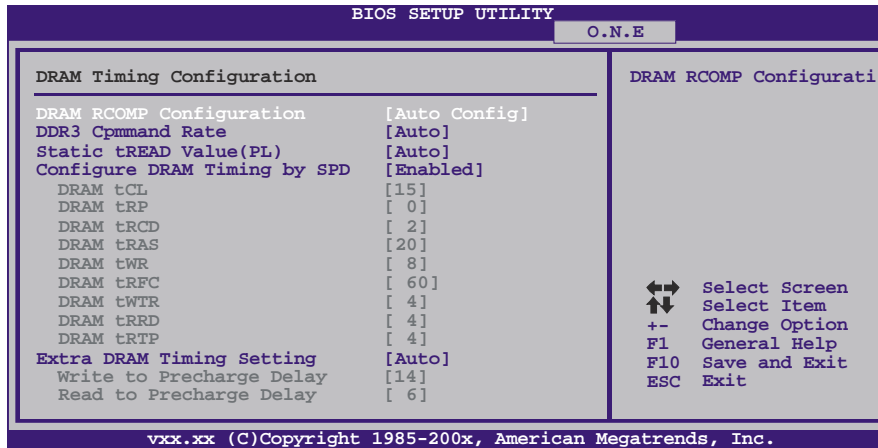 BIOS SETUP UTILITY
O.N.E
DRAM Timing Configuration
DRAM RCOMP Configuration [Auto Config]
DDR3 Cpmmand Rate [Auto]
Static tREAD Value(PL) [Auto]
Configure DRAM Timing by SPD [Enabled]
DRAM tCL [15]
DRAM tRP [ 0]
DRAM tRCD [ 2]
DRAM tRAS [20]
DRAM tWR [ 8]
DRAM tRFC [ 60]
DRAM tWTR [ 4]
DRAM tRRD [ 4]
DRAM tRTP [ 4]
Extra DRAM Timing Setting [Auto]
Write to Precharge Delay [14]
Read to Precharge Delay [ 6]
DRAM RCOMP Configurati
Select Screen
Select Item
+- Change Option
F1 General Help
F10 Save and Exit
ESC Exit
vxx.xx (C)Copyright 1985-200x, American Megatrends, Inc.